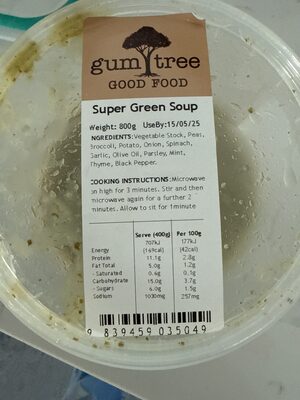 gum tree
GOOD FOOD
Super Green Soup
Weight: 800g UseBy:15/05/25
INGREDIENTS:Vegetable Stock, Peas,
Broccoli, Potato, Onion, Spinach,
Garlic, Olive Oil, Parsley, Mint,
Thyme, Black Pepper.
COOKING INSTRUCTIONS:Microwave
on high for 3 minutes. Stir and then
microwave again for a further 2
minutes. Allow to sit for 1minute
Serve (400g) Per 100g
707kJ 177kJ
Energy (169cal) (42cal)
Protein 11.1g 2.8g
Fat Total 5.0g 1.2g
- Saturated 0.6g 0.1g
Carbohydrate 15.0g 3.7g
- Sugars 6.0g 1.5g
Sodium 1030mg 257mg
9 839459 035049